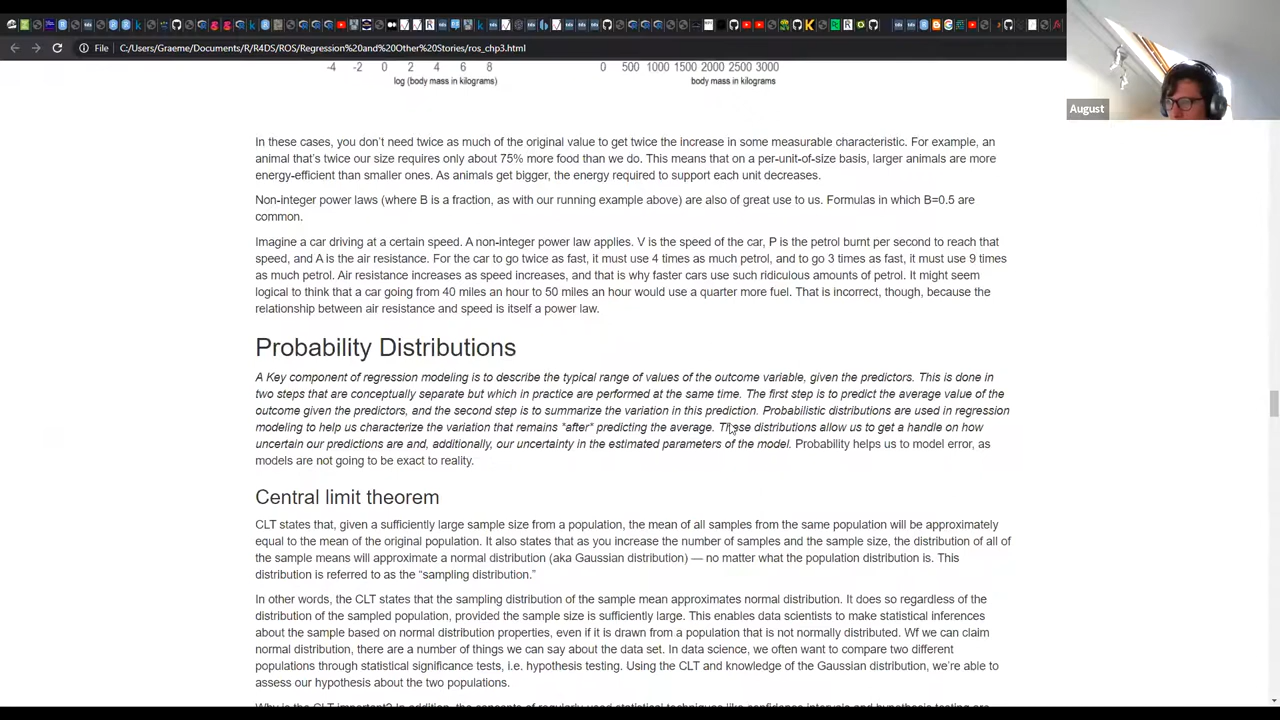 File C:/Users/Graeme/Documents/R/R4DS/ROS/Regression%20and%20Other%20Stories/ros_chp3.html
August
-4 -2 0 2 4 6 8
0 500 1000 1500 2000 2500 3000
log (body mass in kilograms)
body mass in kilograms
In these cases, you don't need twice as much of the original value to get twice the increase in some measurable characteristic. For example, an
animal that's twice our size requires only about 75% more food than we do. This means that on a per-unit-of-size basis, larger animals are more
energy-efficient than smaller ones. As animals get bigger, the energy required to support each unit decreases.
Non-integer power laws (where B is a fraction, as with our running example above) are also of great use to us. Formulas in which B=0.5 are
common.
Imagine a car driving at a certain speed. A non-integer power law applies. V is the speed of the car, P is the petrol burnt per second to reach that
speed, and A is the air resistance. For the car to go twice as fast, it must use 4 times as much petrol, and to go 3 times as fast, it must use 9 times
as much petrol. Air resistance increases as speed increases, and that is why faster cars use such ridiculous amounts of petrol. It might seem
logical to think that a car going from 40 miles an hour to 50 miles an hour would use a quarter more fuel. That is incorrect, though, because the
relationship between air resistance and speed is itself a power law.
Probability Distributions
A Key component of regression modeling is to describe the typical range of values of the outcome variable, given the predictors. This is done in
two steps that are conceptually separate but which in practice are performed at the same time. The first step is to predict the average value of the
outcome given the predictors, and the second step is to summarize the variation in this prediction. Probabilistic distributions are used in regression
modeling to help us characterize the variation that remains *after* predicting the average. These distributions allow us to get a handle on how
uncertain our predictions are and, additionally, our uncertainty in the estimated parameters of the model. Probability helps us to model error, as
models are not going to be exact to reality.
Central limit theorem
CLT states that, given a sufficiently large sample size from a population, the mean of all samples from the same population will be approximately
equal to the mean of the original population. It also states that as you increase the number of samples and the sample size, the distribution of all of
the sample means will approximate a normal distribution (aka Gaussian distribution) — no matter what the population distribution is. This
distribution is referred to as the “sampling distribution.”
In other words, the CLT states that the sampling distribution of the sample mean approximates normal distribution. It does so regardless of the
distribution of the sampled population, provided the sample size is sufficiently large. This enables data scientists to make statistical inferences
about the sample based on normal distribution properties, even if it is drawn from a population that is not normally distributed. Wf we can claim
normal distribution, there are a number of things we can say about the data set. In data science, we often want to compare two different
populations through statistical significance tests, i.e. hypothesis testing. Using the CLT and knowledge of the Gaussian distribution, we're able to
assess our hypothesis about the two populations.
Why is the CLT important? In addition, the concepts of regularly used statistical techniques like confidence intervals and hypothesis testing are